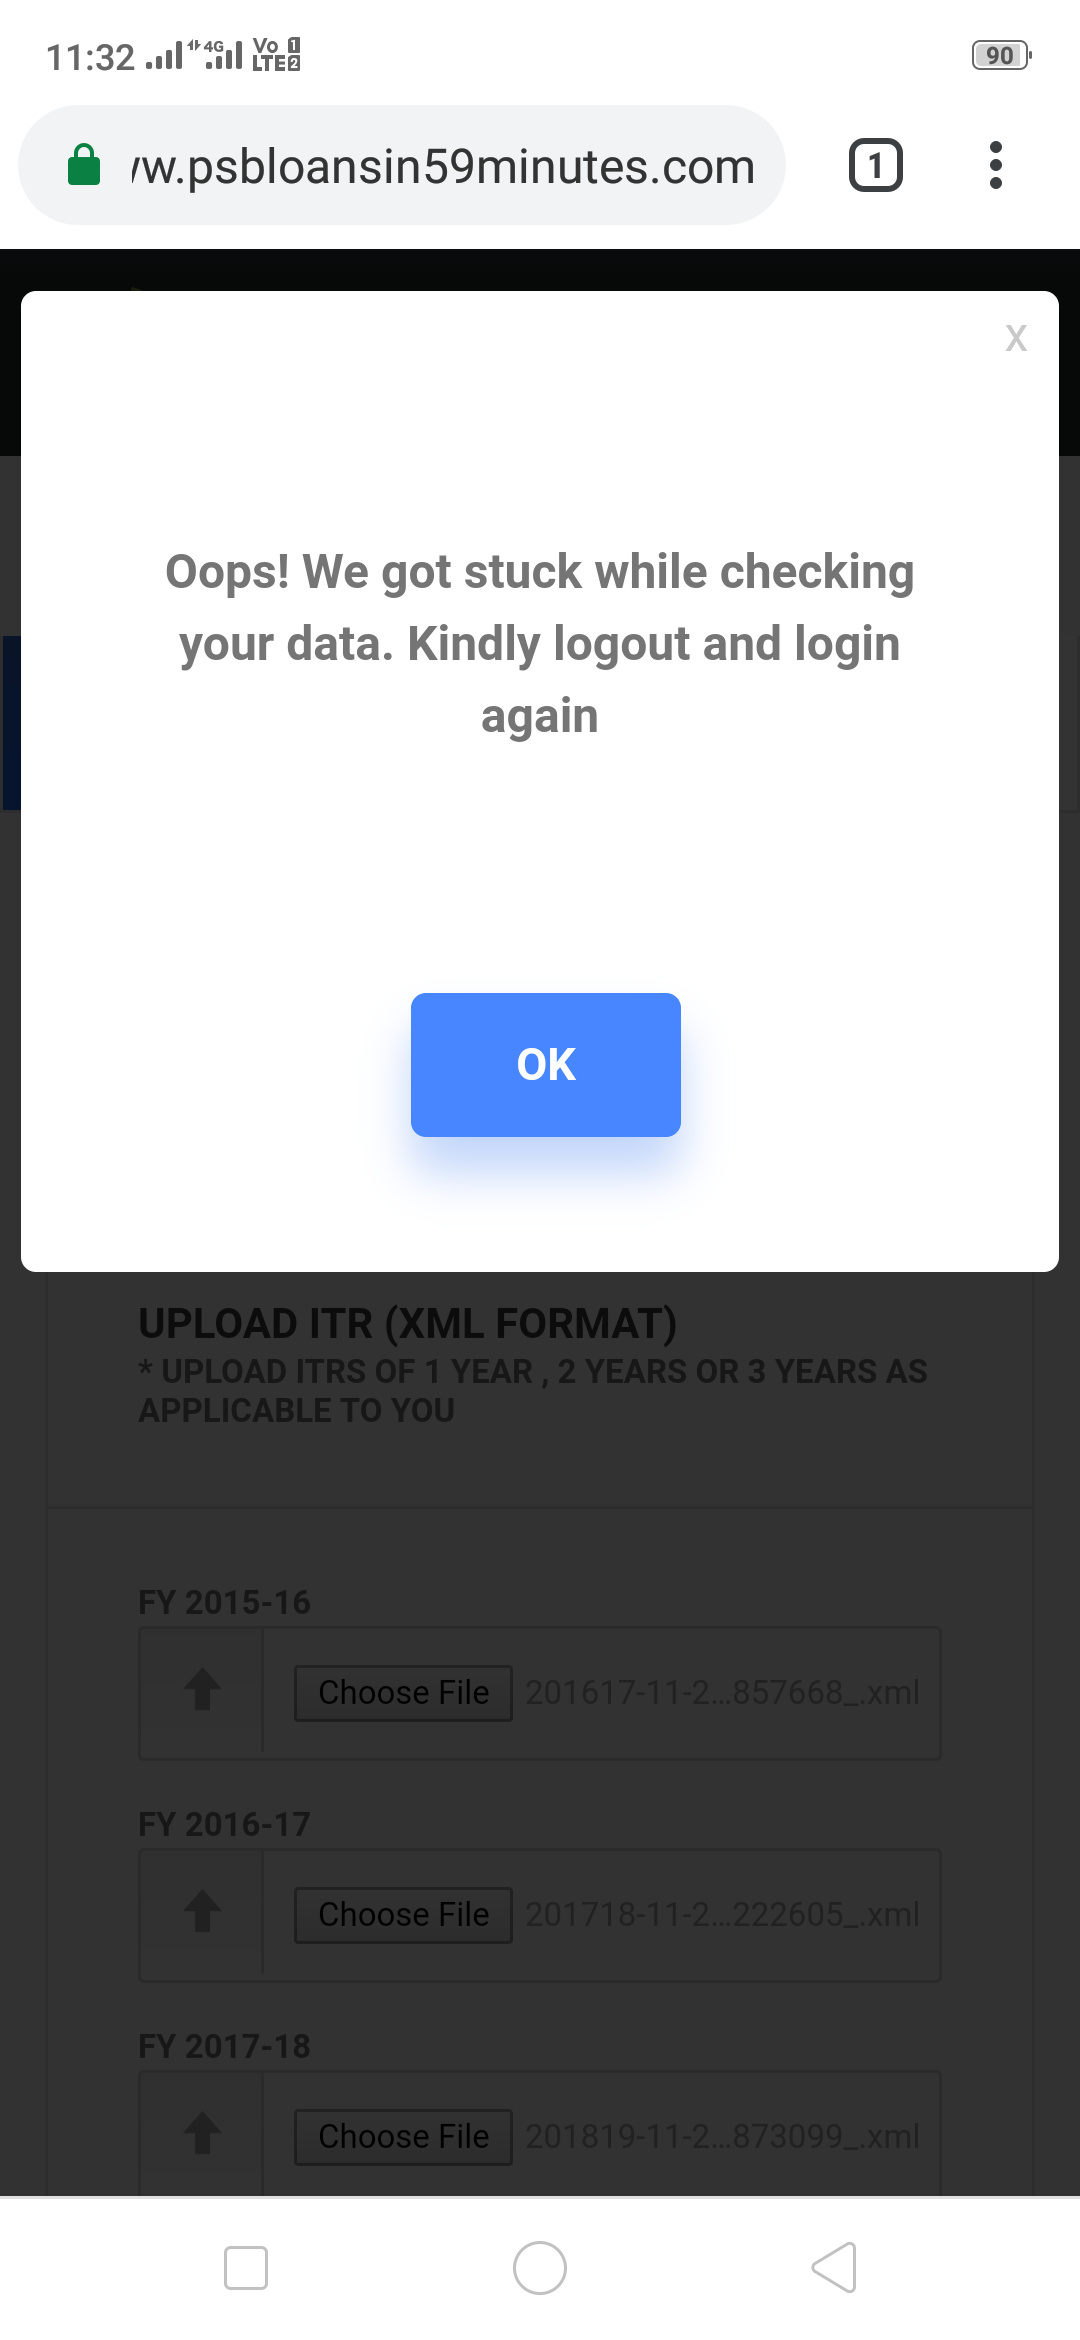 11:32 4G Vo LTE 1 2 90
www.psbloansin59minutes.com 1
X
Oops! We got stuck while checking
your data. Kindly logout and login
again
OK
UPLOAD ITR (XML FORMAT)
* UPLOAD ITRS OF 1 YEAR , 2 YEARS OR 3 YEARS AS
APPLICABLE TO YOU
FY 2015-16
Choose File 201617-11-2...857668_.xml
FY 2016-17
Choose File 201718-11-2...222605_.xml
FY 2017-18
Choose File 201819-11-2...873099_.xml